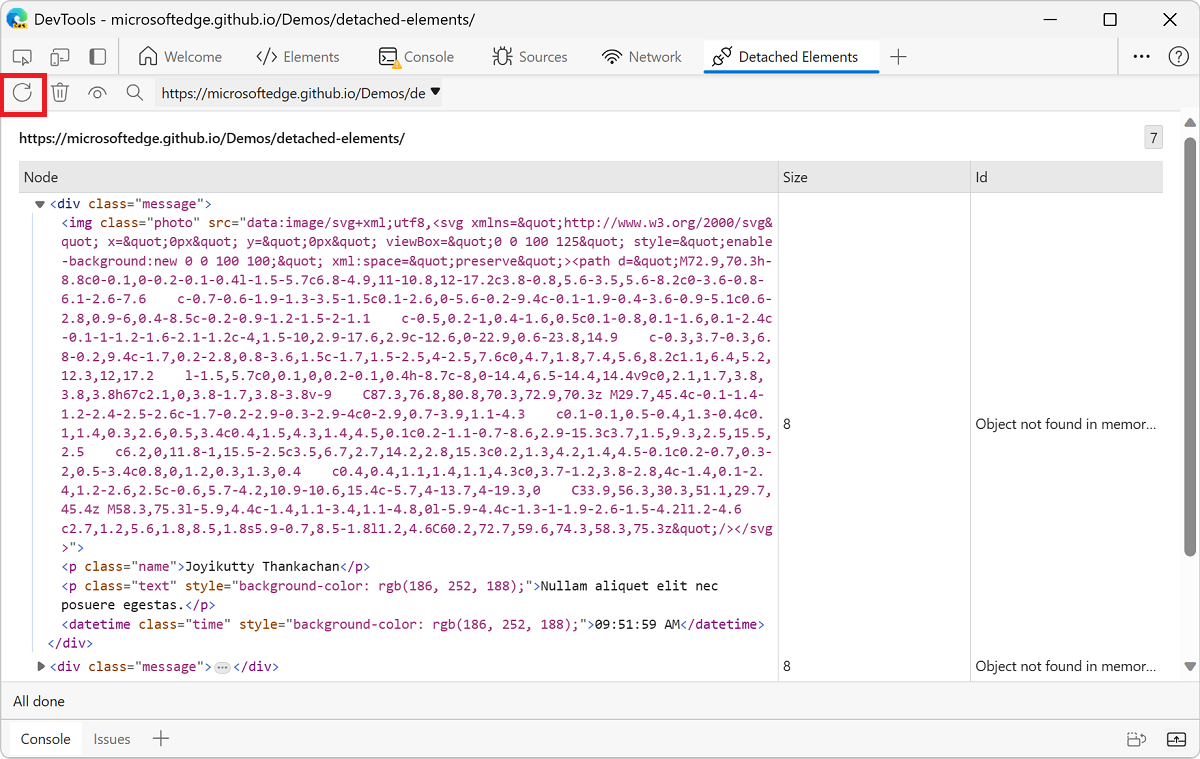 DevTools - microsoftedge.github.io/Demos/detached-elements/
Welcome Elements Console Sources Network Detached Elements
https://microsoftedge.github.io/Demos/de
https://microsoftedge.github.io/Demos/detached-elements/ 7
Node Size Id
<div class="message">
<img class="photo" src="data:image/svg+xml;utf8,<svg xmlns=&quot;http://www.w3.org/2000/svg&
quot; x=&quot;0px&quot; y=&quot;0px&quot; viewBox=&quot;0 0 100 125&quot; style=&quot;enable
-background:new 0 0 100 100;&quot; xml:space=&quot;preserve&quot;><path d=&quot;M72.9,70.3h-
8.8c0-0.1,0-0.2-0.1-0.4l-1.5-5.7c6.8-4.9,11-10.8,12-17.2c3.8-0.8,5.6-3.5,5.6-8.2c0-3.6-0.8-
6.1-2.6-7.6    c-0.7-0.6-1.9-1.3-3.5-1.5c0.1-2.6,0-5.6-0.2-9.4c-0.1-1.9-0.4-3.6-0.9-5.1c0.6-
2.8,0.9-6,0.4-8.5c-0.2-0.9-1.2-1.5-2-1.1    c-0.5,0.2-1,0.4-1.6,0.5c0.1-0.8,0.1-1.6,0.1-2.4c
-0.1-1-1.2-1.6-2.1-1.2c-4,1.5-10,2.9-17.6,2.9c-12.6,0-22.9,0.6-23.8,14.9    c-0.3,3.7-0.3,6.
8-0.2,9.4c-1.7,0.2-2.8,0.8-3.6,1.5c-1.7,1.5-2.5,4-2.5,7.6c0,4.7,1.8,7.4,5.6,8.2c1.1,6.4,5.2,
12.3,12,17.2    l-1.5,5.7c0,0.1,0,0.2-0.1,0.4h-8.7c-8,0-14.4,6.5-14.4,14.4v9c0,2.1,1.7,3.8,
3.8,3.8h67c2.1,0,3.8-1.7,3.8-3.8v-9    C87.3,76.8,80.8,70.3,72.9,70.3z M29.7,45.4c-0.1-1.4-
1.2-2.4-2.5-2.6c-1.7-0.2-2.9-0.3-2.9-4c0-2.9,0.7-3.9,1.1-4.3    c0.1-0.1,0.5-0.4,1.3-0.4c0.
1,1.4,0.3,2.6,0.5,3.4c0.4,1.5,4.3,1.4,4.5,0.1c0.2-1.1-0.7-8.6,2.9-15.3c3.7,1.5,9.3,2.5,15.5,
2.5    c6.2,0,11.8-1,15.5-2.5c3.5,6.7,2.7,14.2,2.8,15.3c0.2,1.3,4.2,1.4,4.5-0.1c0.2-0.7,0.3-
2,0.5-3.4c0.8,0,1.2,0.3,1.3,0.4    c0.4,0.4,1.1,1.4,1.1,4.3c0,3.7-1.2,3.8-2.8,4c-1.4,0.1-2.
4,1.2-2.6,2.5c-0.6,5.7-4.2,10.9-10.6,15.4c-5.7,4-13.7,4-19.3,0    C33.9,56.3,30.3,51.1,29.7,
45.4z M58.3,75.3l-5.9,4.4c-1.4,1.1-3.4,1.1-4.8,0l-5.9-4.4c-1.3-1-1.9-2.6-1.5-4.2l1.2-4.6
c2.7,1.2,5.6,1.8,8.5,1.8s5.9-0.7,8.5-1.8l1.2,4.6C60.2,72.7,59.6,74.3,58.3,75.3z&quot;/></svg
>">
8 Object not found in memor...
<p class="name">Joyikutty Thankachan</p>
<p class="text" style="background-color: rgb(186, 252, 188);">Nullam aliquet elit nec
posuere egestas.</p>
<datetime class="time" style="background-color: rgb(186, 252, 188);">09:51:59 AM</datetime>
</div>
<div class="message">…</div> 8 Object not found in memor...
All done
Console Issues